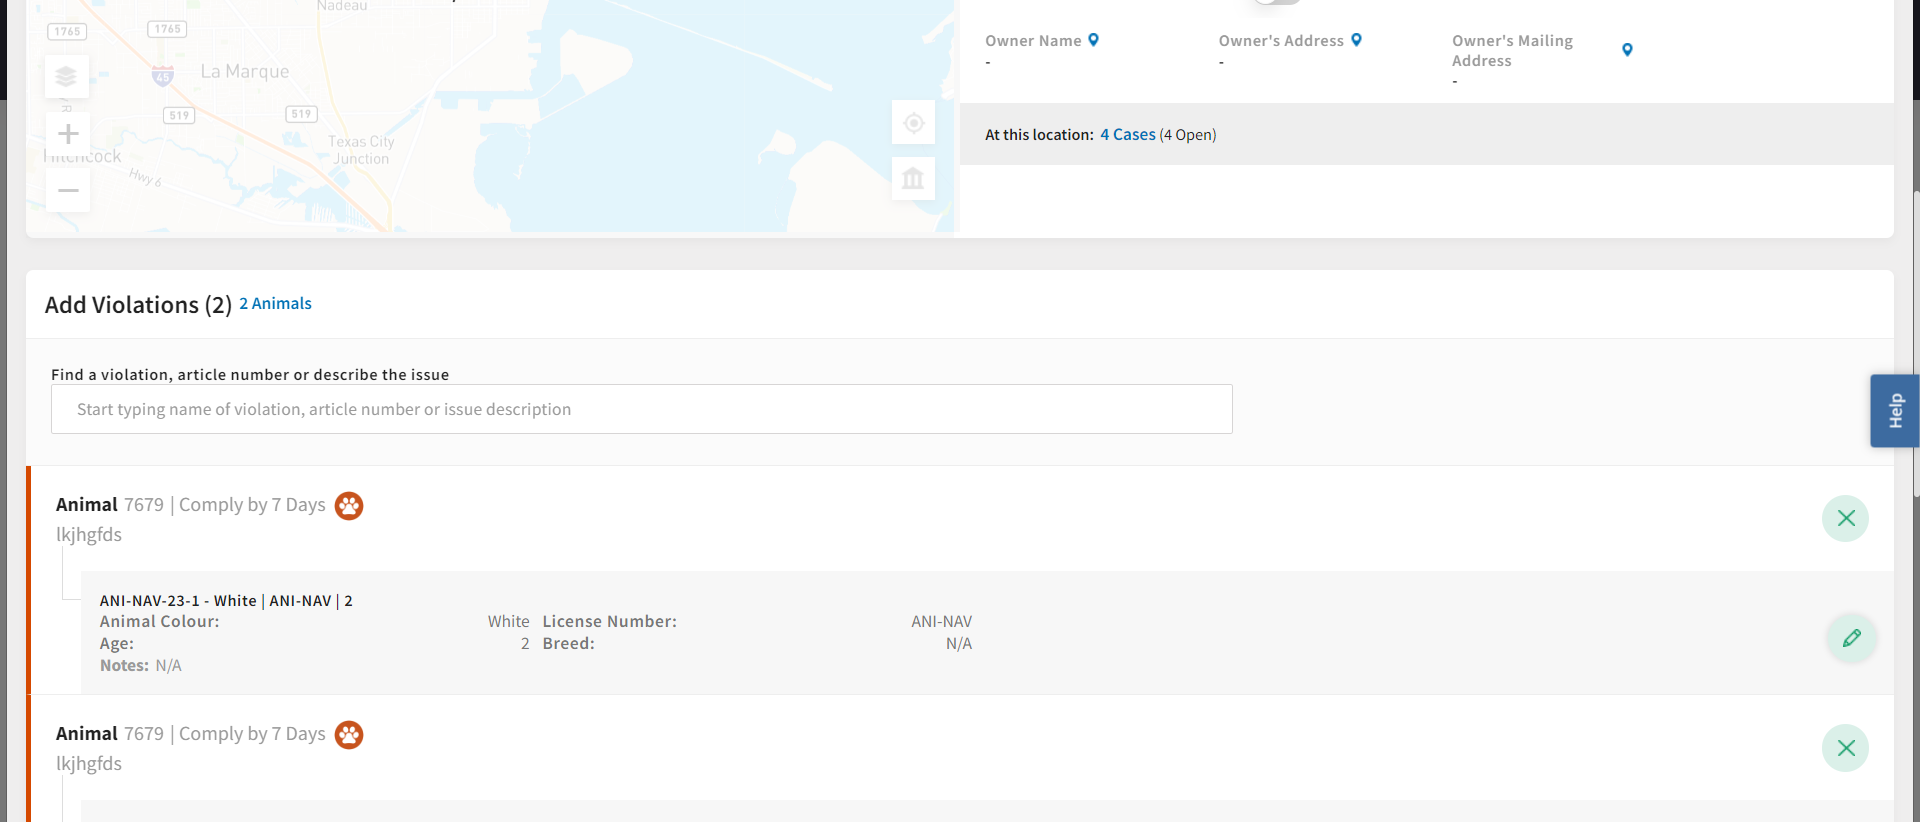 Nadeau
1765
1765
La Marque
45
519
519
Texas City
Junction
Hitchcock
Hwy 6
Owner Name
-
Owner's Address
-
Owner's Mailing
Address
-
At this location: 4 Cases (4 Open)
Add Violations (2) 2 Animals
Find a violation, article number or describe the issue
Start typing name of violation, article number or issue description
Help
Animal 7679 | Comply by 7 Days
lkjhgfds
ANI-NAV-23-1 - White | ANI-NAV | 2
Animal Colour: White License Number: ANI-NAV
Age: 2 Breed: N/A
Notes: N/A
Animal 7679 | Comply by 7 Days
lkjhgfds